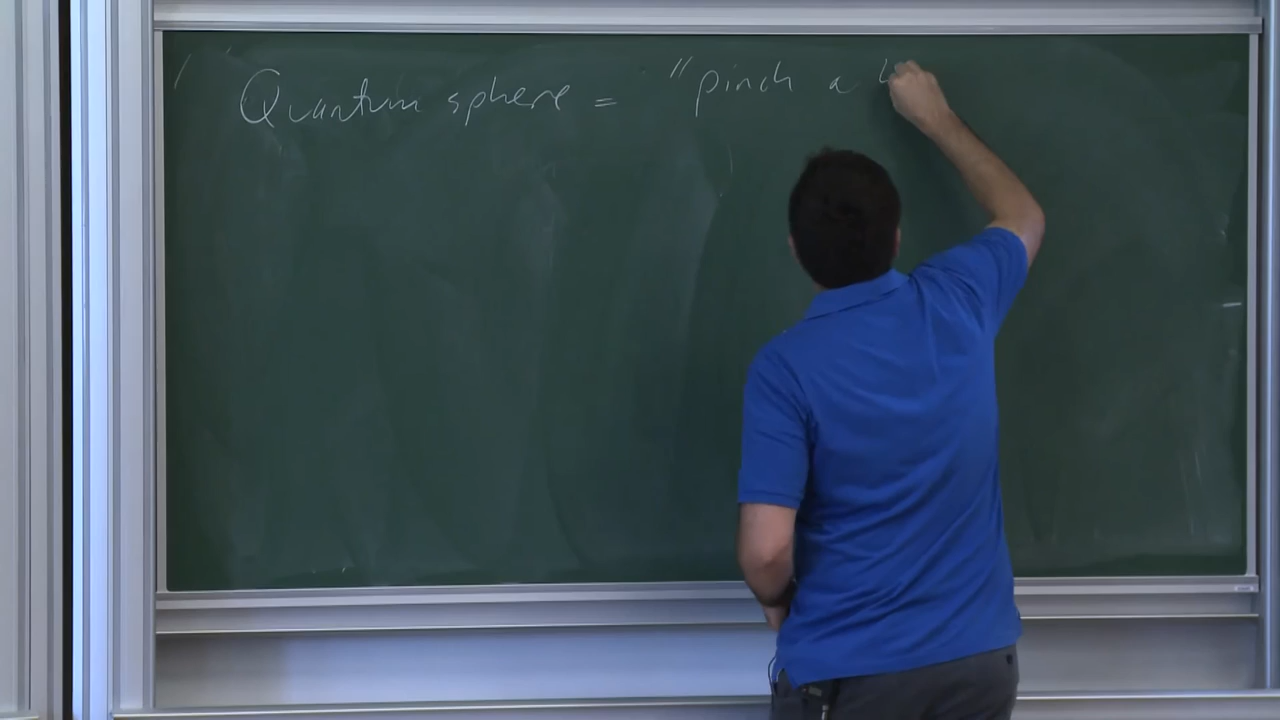 Quantum sphere = "pinch a